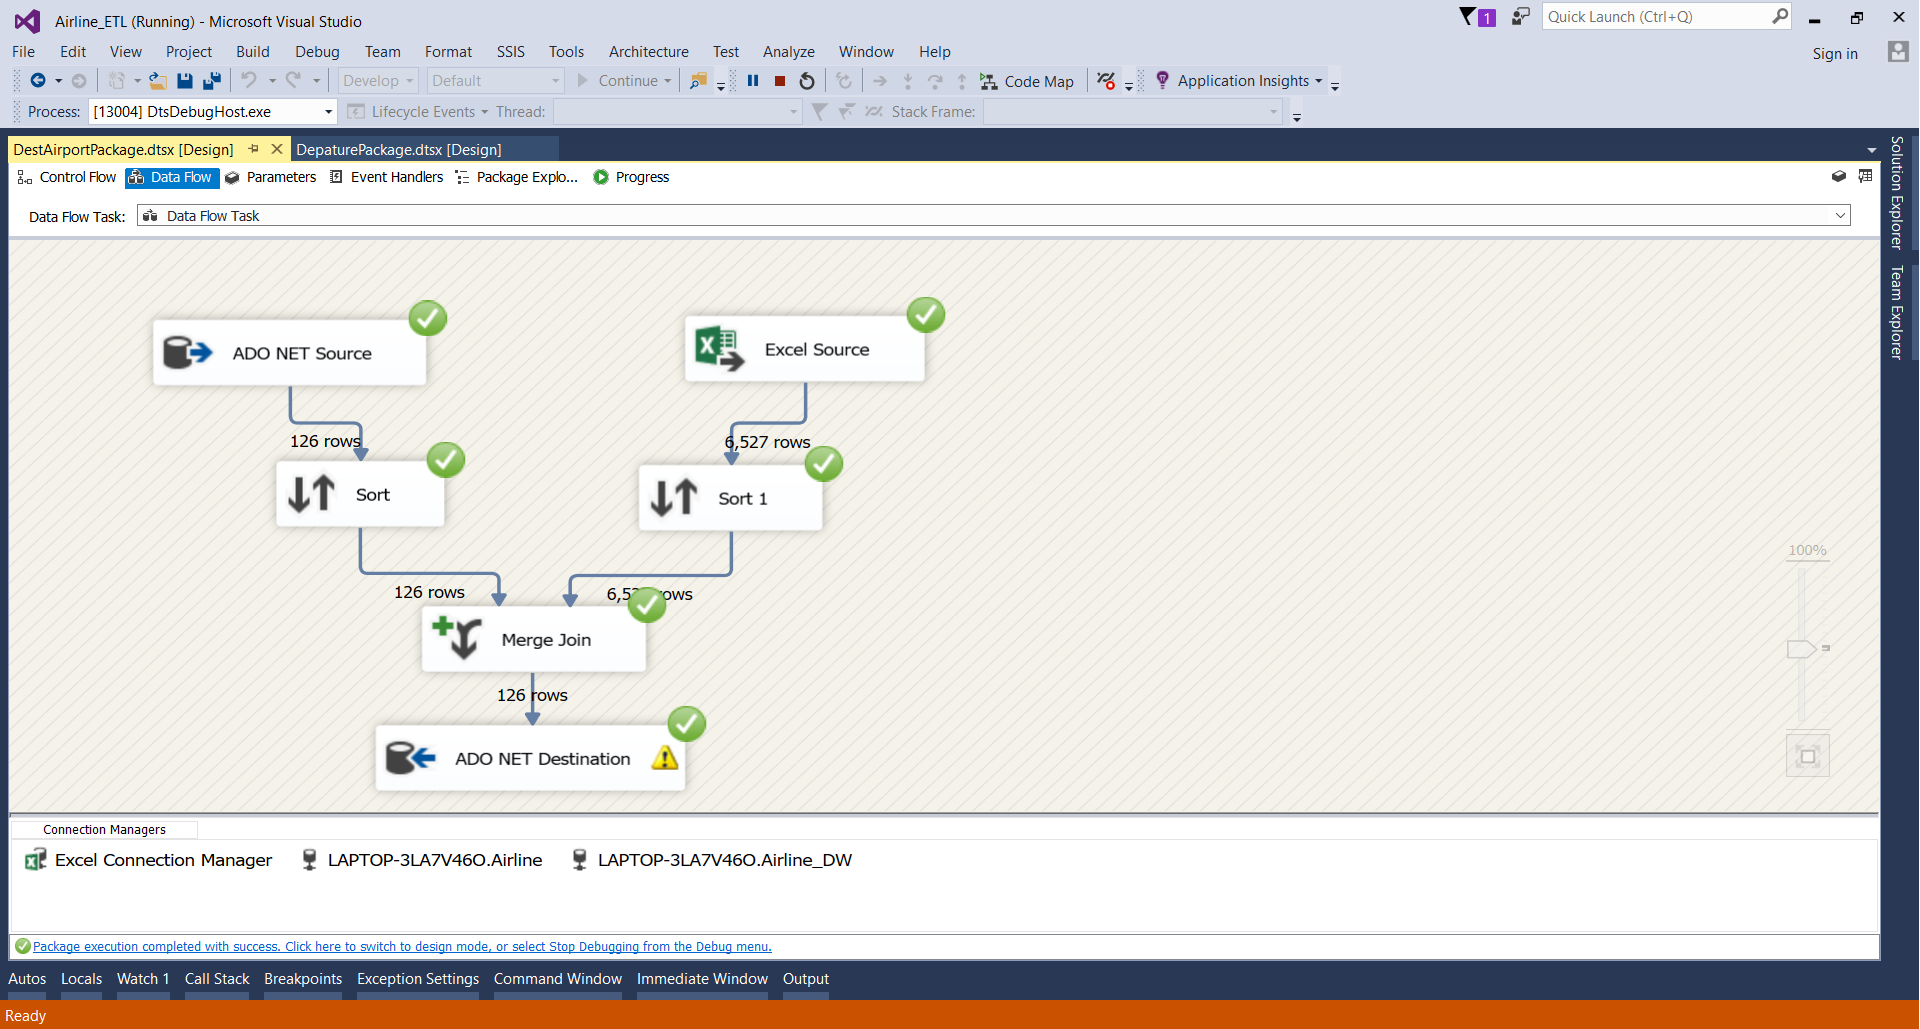 Airline_ETL (Running) - Microsoft Visual Studio
1
Quick Launch (Ctrl+Q)
File Edit View Project Build Debug Team Format SSIS Tools Architecture Test Analyze Window Help
Sign in
Develop Default Continue Code Map Application Insights
Process: [13004] DtsDebugHost.exe Lifecycle Events Thread: Stack Frame:
DestAirportPackage.dtsx [Design] DepaturePackage.dtsx [Design]
Control Flow Data Flow Parameters Event Handlers Package Explo... Progress
Data Flow Task: Data Flow Task
Solution Explorer
Team Explorer
ADO NET Source
Excel Source
126 rows
6,527 rows
Sort
Sort 1
100%
126 rows
rows
Merge Join
126 rows
ADO NET Destination
Connection Managers
Excel Connection Manager LAPTOP-3LA7V46O.Airline LAPTOP-3LA7V46O.Airline_DW
Package execution completed with success. Click here to switch to design mode, or select Stop Debugging from the Debug menu.
Autos Locals Watch 1 Call Stack Breakpoints Exception Settings Command Window Immediate Window Output
Ready